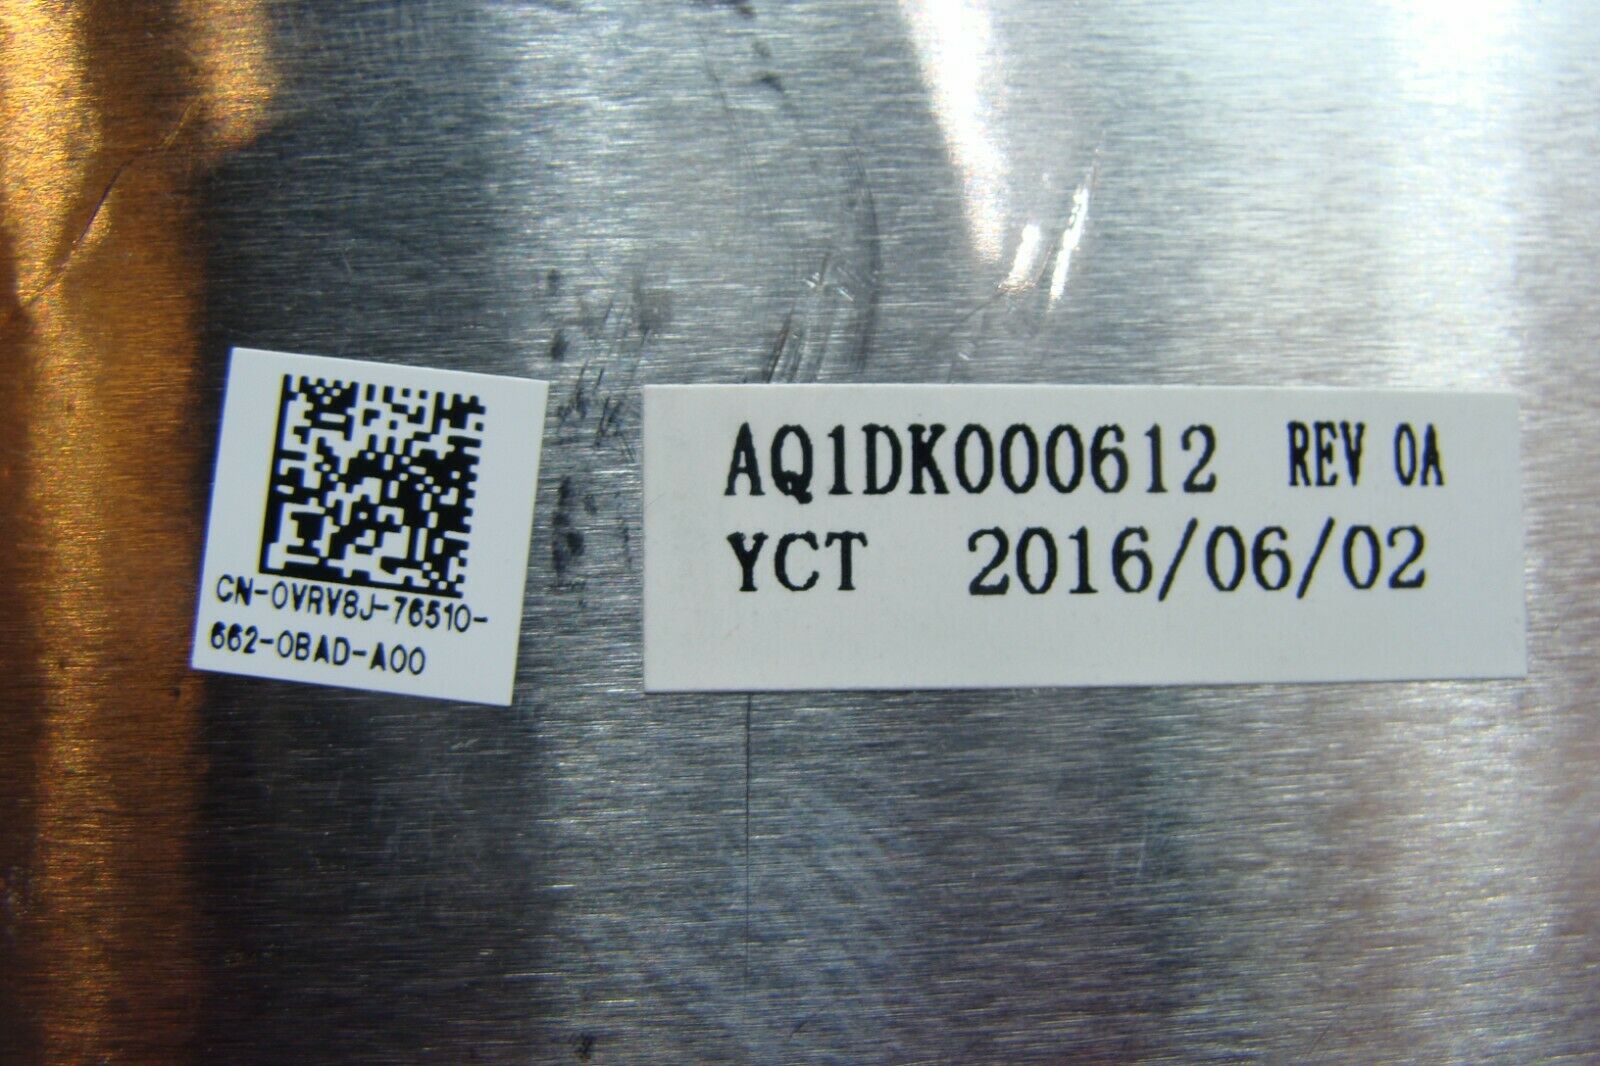 CN-0VRV8J-76510-
662-0BAD-A00
AQ1DK000612 REV 0A
YCT 2016/06/02